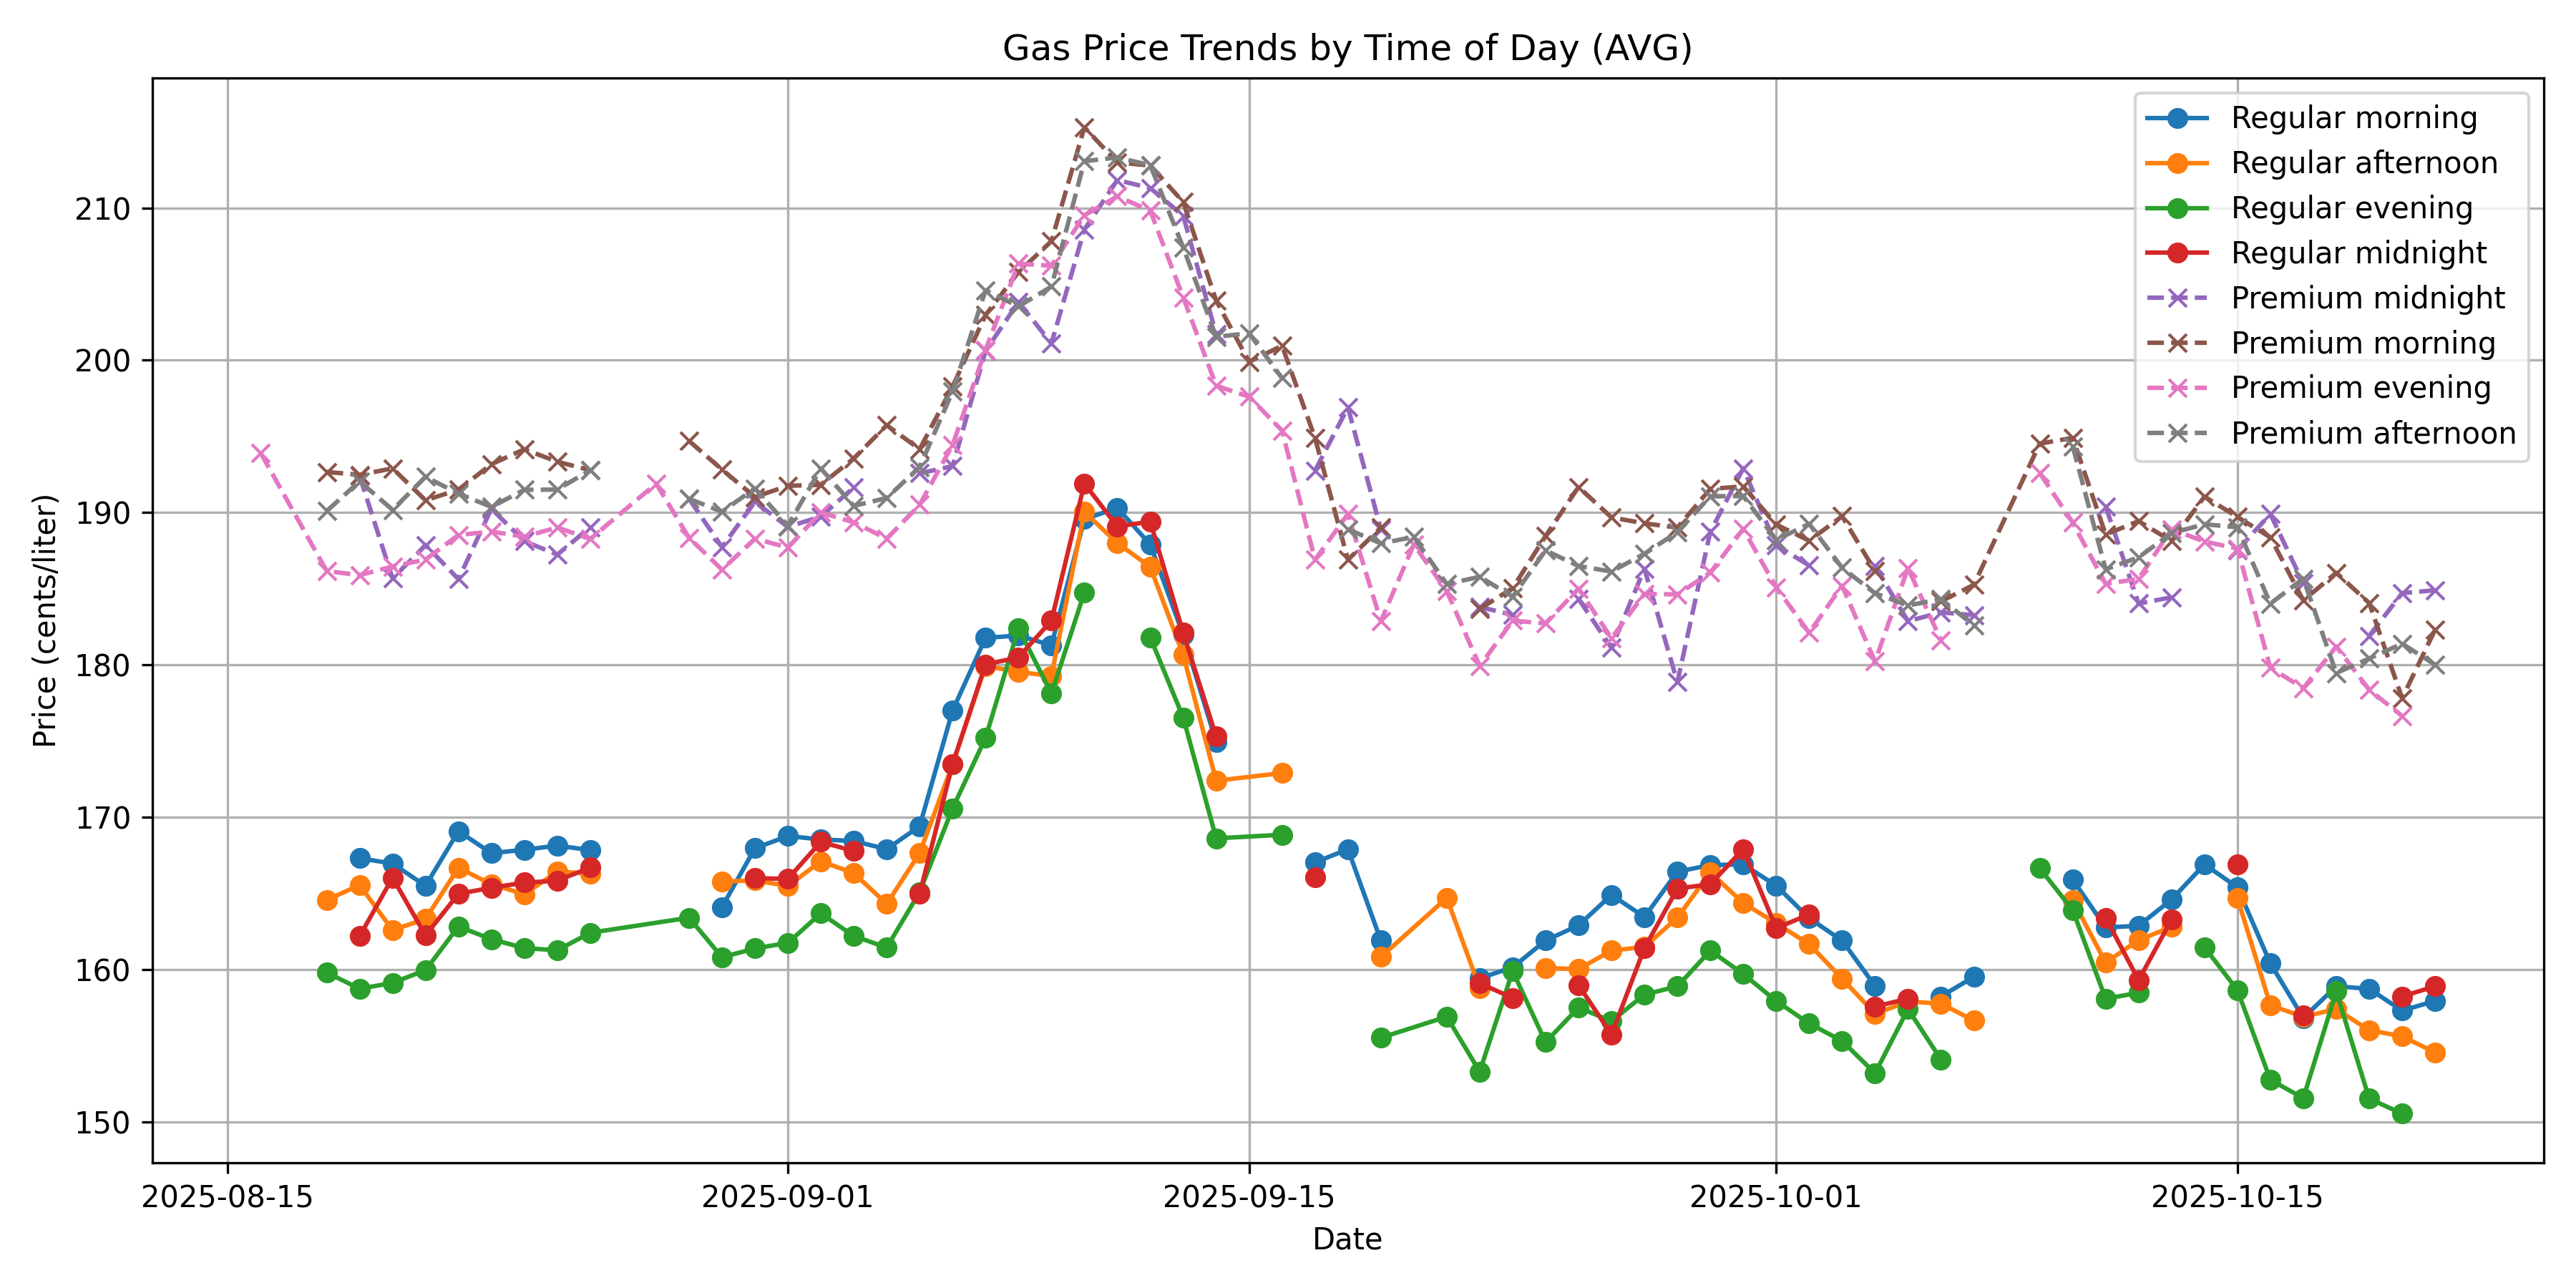 Gas Price Trends by Time of Day (AVG)
Regular morning
Regular afternoon
Regular evening
Regular midnight
Premium midnight
Premium morning
Premium evening
Premium afternoon
Price (cents/liter)
210
200
190
180
170
160
150
2025-08-15
2025-09-01
2025-09-15
2025-10-01
2025-10-15
Date